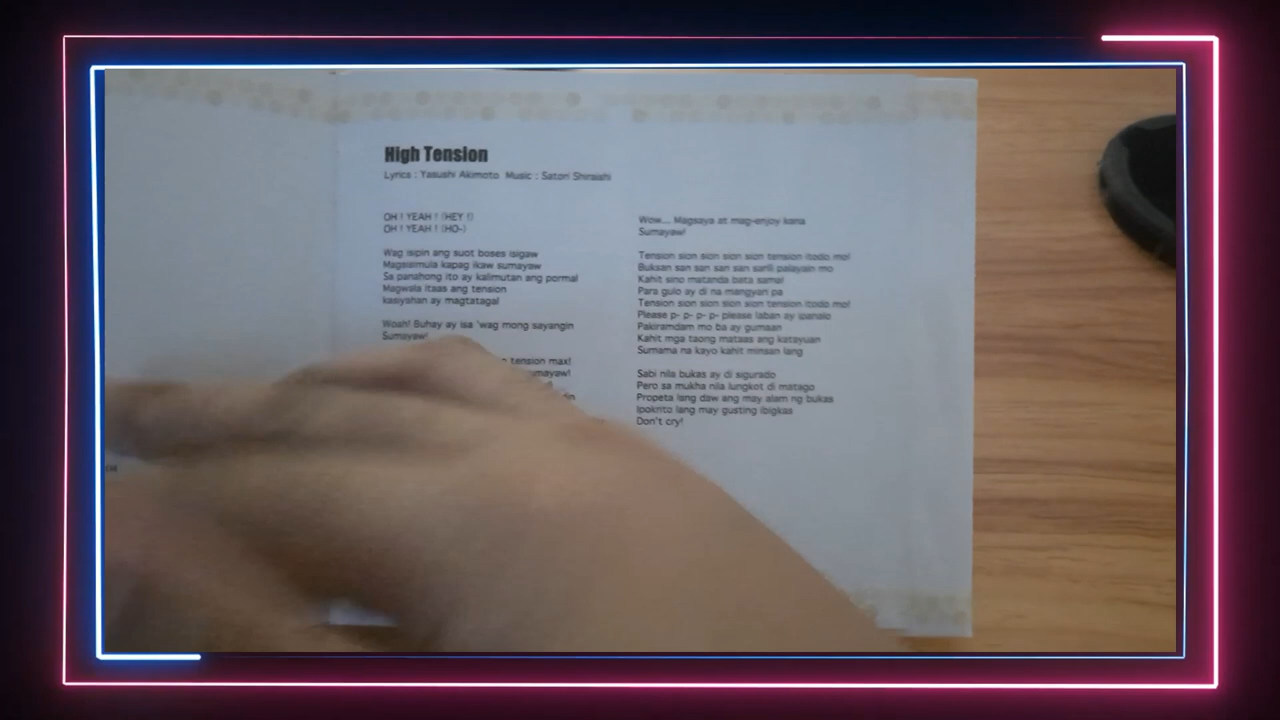 High Tension
Lyrics : Yasushi Akimoto Music : Satori Shiraishi
OH ! YEAH ! (HEY !)
OH ! YEAH ! (HO~)
Wag isipin ang suot boses isigaw
Magsisimula kapag ikaw sumayaw
Sa panahong ito ay kalimutan ang pormal
Magwala itaas ang tension
kasiyahan ay magtatagal
Woah! Buhay ay isa 'wag mong sayangin
Sumayaw!
tension max!
Wow... Magsaya at mag-enjoy kana
Sumayaw!
Tension sion sion sion sion tension itodo mo!
Buksan san san san san sarili palayain mo
Kahit sino matanda bata sama!
Para gulo ay di na mangyari pa
Tension sion sion sion sion tension itodo mo!
Please p- p- p- p- please laban ay ipanalo
Pakiramdam mo ba ay gumaan
Kahit mga taong mataas ang katayuan
Sumama na kayo kahit minsan lang
Sabi nila bukas ay di sigurado
Pero sa mukha nila lungkot di matago
Propeta lang daw ang may alam ng bukas
Ipokrito lang may gusting ibigkas
Don't cry!